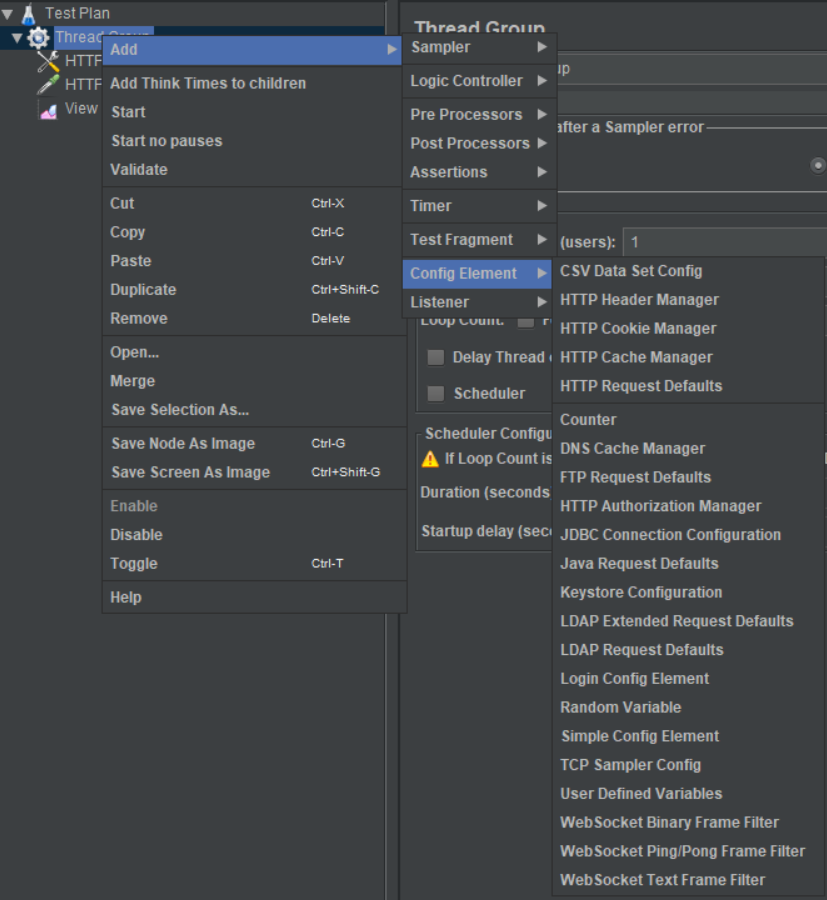 Test Plan
Thread Group
HTTP
HTTP
View
Add
Add Think Times to children
Start
Start no pauses
Validate
Cut Ctrl-X
Copy Ctrl-C
Paste Ctrl-V
Duplicate Ctrl+Shift-C
Remove Delete
Open...
Merge
Save Selection As...
Save Node As Image Ctrl-G
Save Screen As Image Ctrl+Shift-G
Enable
Disable
Toggle Ctrl-T
Help
Sampler
Logic Controller
Pre Processors
Post Processors
Assertions
Timer
Test Fragment
Config Element
Listener
CSV Data Set Config
HTTP Header Manager
HTTP Cookie Manager
HTTP Cache Manager
HTTP Request Defaults
Counter
DNS Cache Manager
FTP Request Defaults
HTTP Authorization Manager
JDBC Connection Configuration
Java Request Defaults
Keystore Configuration
LDAP Extended Request Defaults
LDAP Request Defaults
Login Config Element
Random Variable
Simple Config Element
TCP Sampler Config
User Defined Variables
WebSocket Binary Frame Filter
WebSocket Ping/Pong Frame Filter
WebSocket Text Frame Filter
Thread Group
up
after a Sampler error
(users): 1
Loop Count:
Delay Thread
Scheduler
Scheduler Configu
If Loop Count is
Duration (seconds
Startup delay (seco